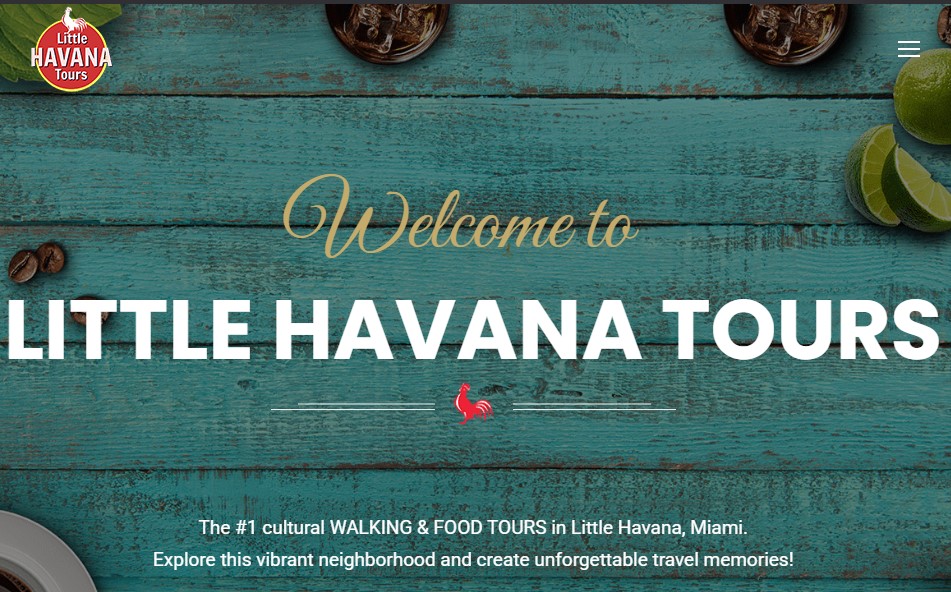 Little
HAVANA
Tours
Welcome to
LITTLE HAVANA TOURS
The #1 cultural WALKING & FOOD TOURS in Little Havana, Miami.
Explore this vibrant neighborhood and create unforgettable travel memories!